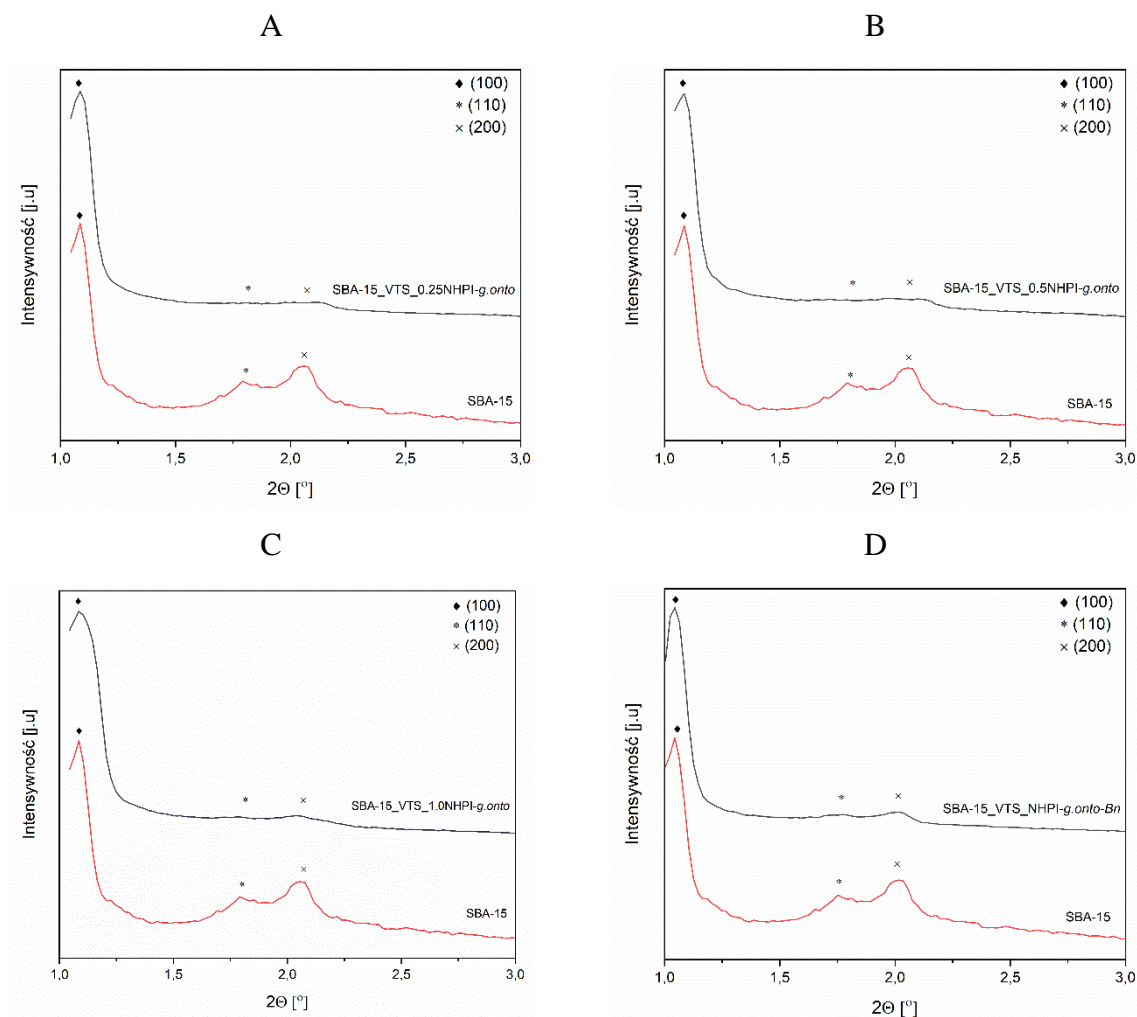 A
♦ (100)
* (110)
× (200)
Intensywność [j.u]
SBA-15_VTS_0.25NHPI-g.onto
SBA-15
1,0 1,5 2,0 2,5 3,0
2Θ [°]
B
♦ (100)
* (110)
× (200)
Intensywność [j.u]
SBA-15_VTS_0.5NHPI-g.onto
SBA-15
1,0 1,5 2,0 2,5 3,0
2Θ [°]
C
♦ (100)
* (110)
× (200)
Intensywność [j.u]
SBA-15_VTS_1.0NHPI-g.onto
SBA-15
1,0 1,5 2,0 2,5 3,0
2Θ [°]
D
♦ (100)
* (110)
× (200)
Intensywność [j.u]
SBA-15_VTS_NHPI-g.onto-Bn
SBA-15
1,0 1,5 2,0 2,5 3,0
2Θ [°]